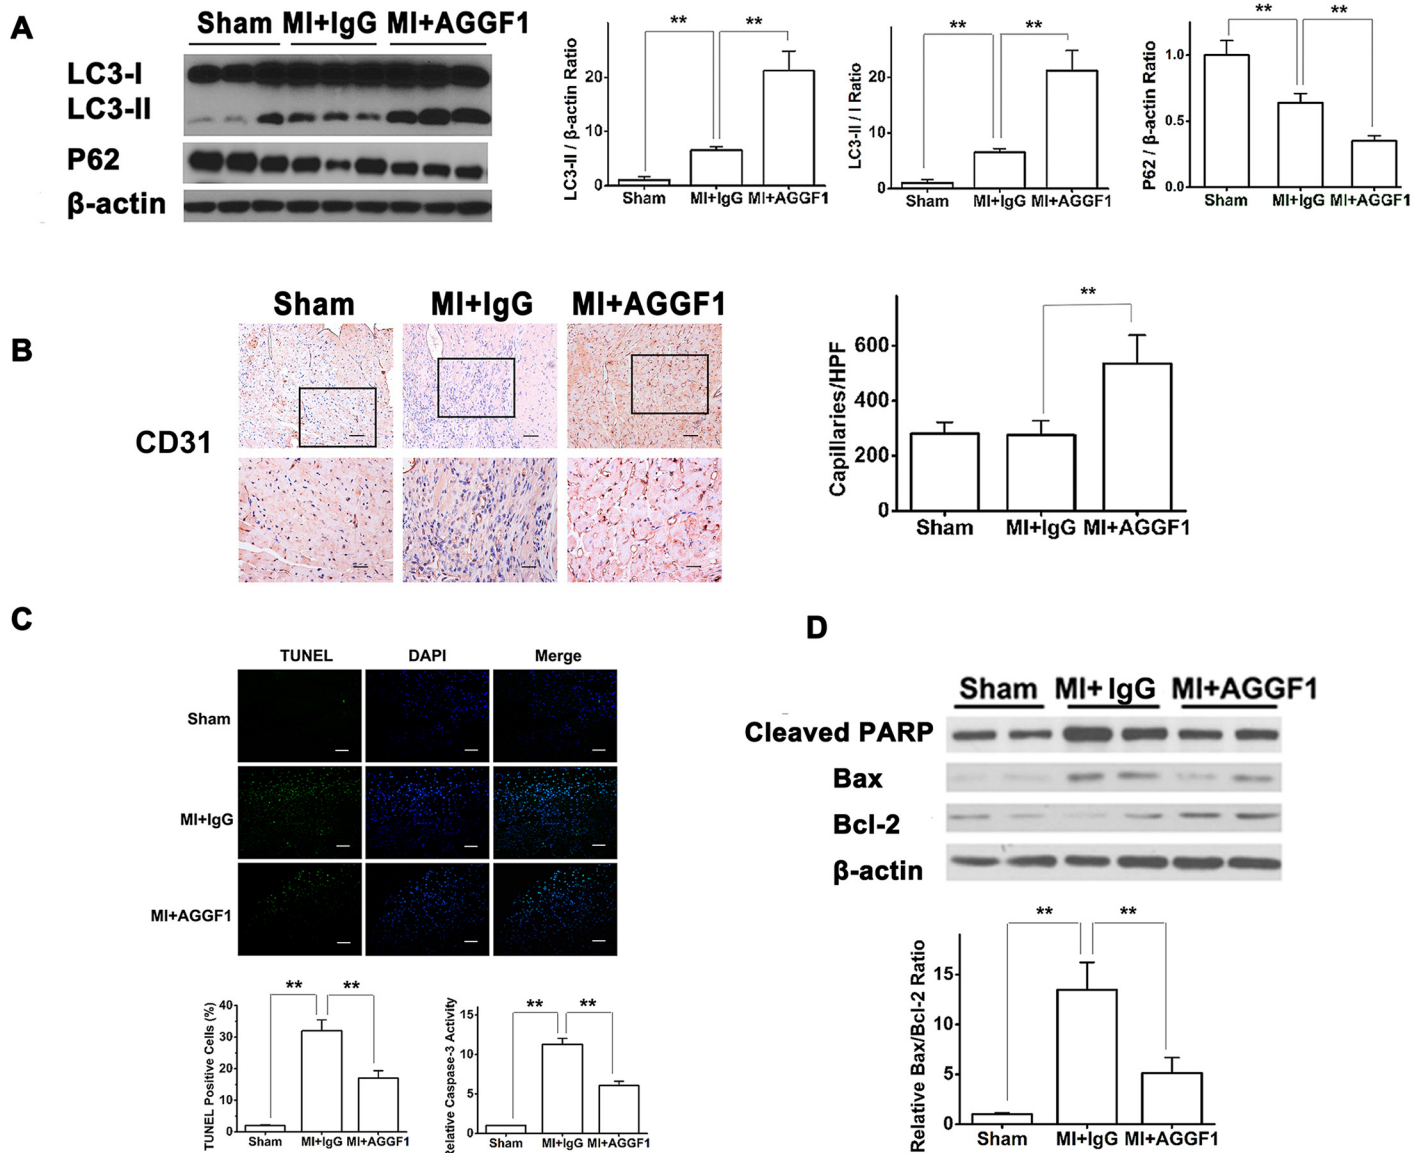 A
Sham MI+IgG MI+AGGF1
LC3-I
LC3-II
P62
β-actin
LC3-II / β-actin Ratio
20
10
0
** **
Sham MI+IgG MI+AGGF1
LC3-II / I Ratio
20
10
0
** **
Sham MI+IgG MI+AGGF1
P62 / β-actin Ratio
1.0
0.5
0.0
** **
Sham MI+IgG MI+AGGF1
B
Sham MI+IgG MI+AGGF1
CD31
Capillaries/HPF
600
400
200
0
**
Sham MI+IgG MI+AGGF1
C
TUNEL DAPI Merge
Sham
MI+IgG
MI+AGGF1
TUNEL Positive Cells (%)
40
30
20
10
0
** **
Sham MI+IgG MI+AGGF1
Relative Caspase-3 Activity
15
10
5
0
** **
Sham MI+IgG MI+AGGF1
D
Sham MI+IgG MI+AGGF1
Cleaved PARP
Bax
Bcl-2
β-actin
Relative Bax/Bcl-2 Ratio
15
10
5
0
** **
Sham MI+IgG MI+AGGF1